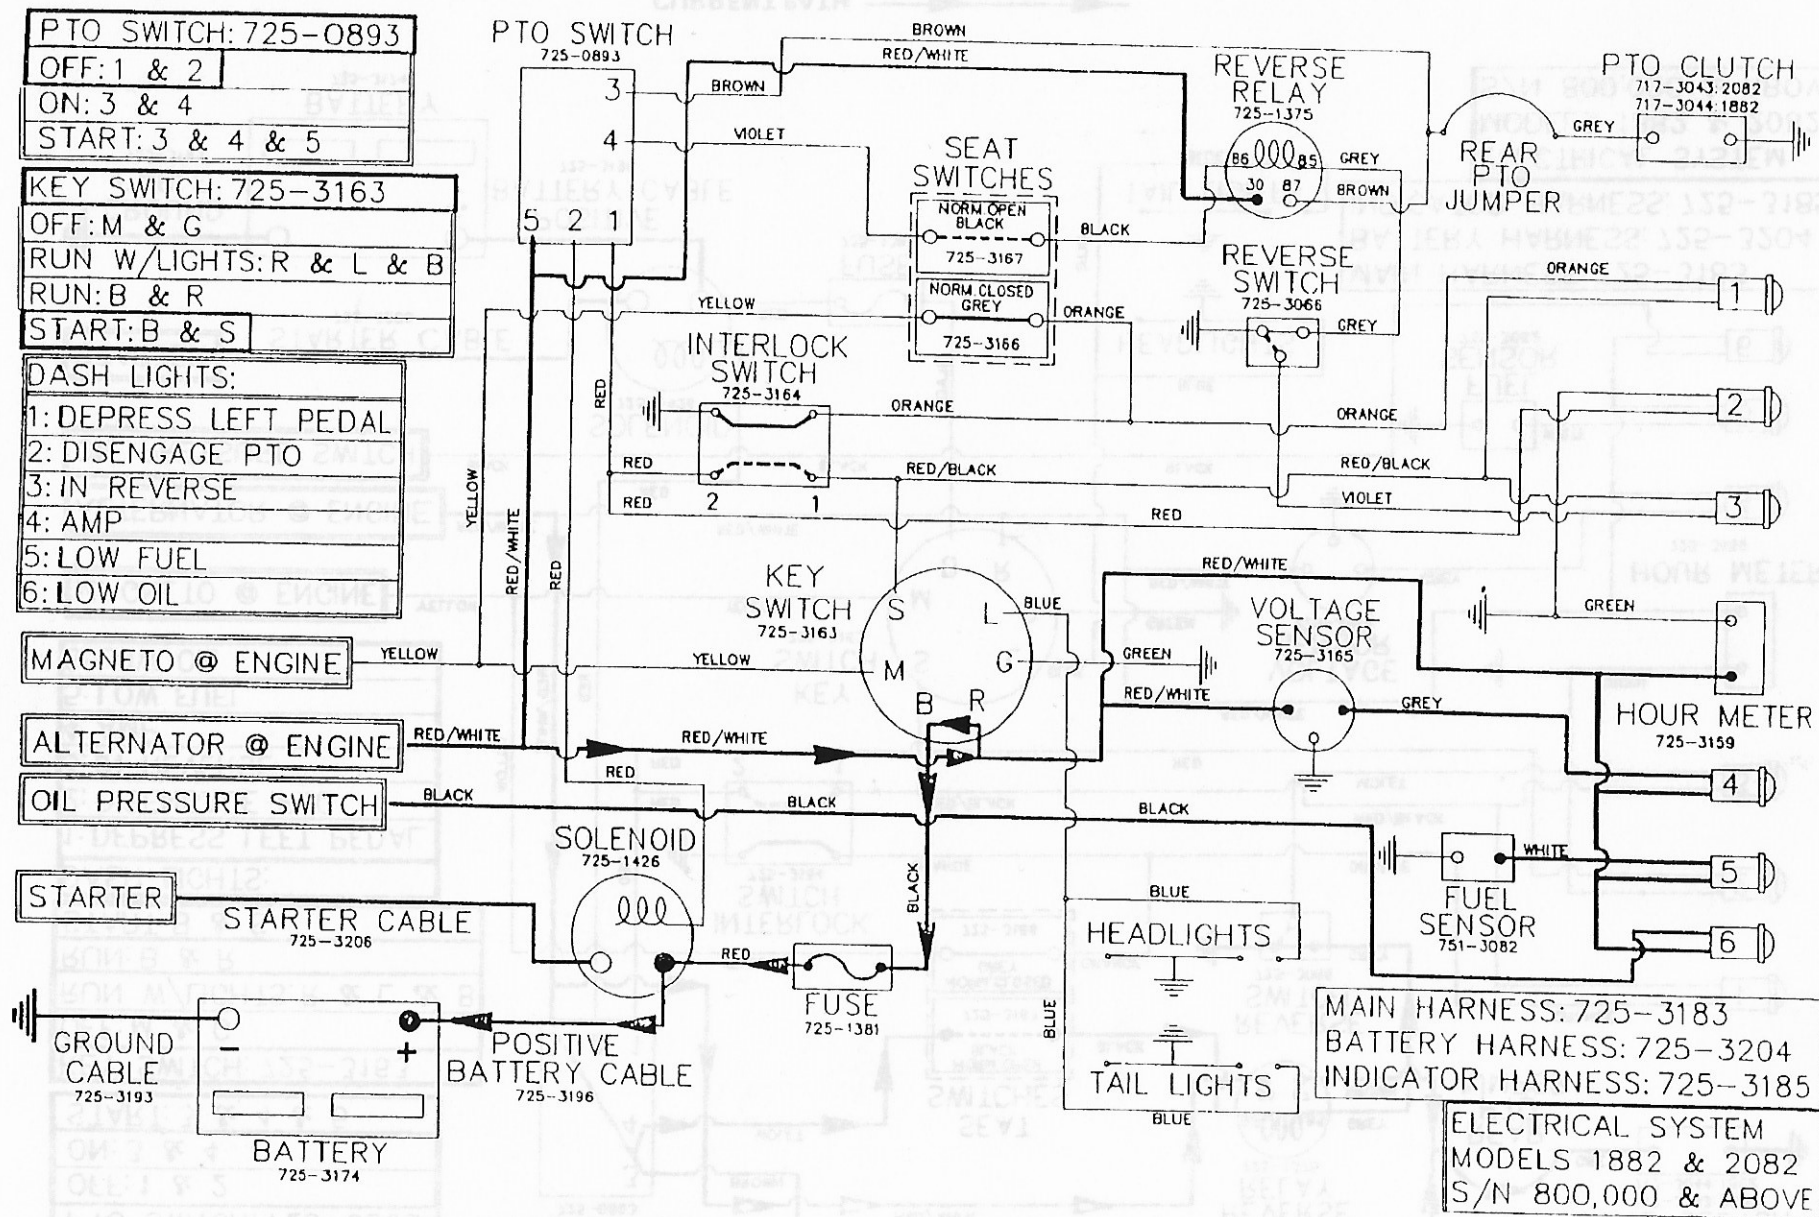 PTO SWITCH: 725-0893
OFF: 1 & 2
ON: 3 & 4
START: 3 & 4 & 5
KEY SWITCH: 725-3163
OFF: M & G
RUN W/LIGHTS: R & L & B
RUN: B & R
START: B & S
DASH LIGHTS:
1: DEPRESS LEFT PEDAL
2: DISENGAGE PTO
3: IN REVERSE
4: AMP
5: LOW FUEL
6: LOW OIL
MAGNETO @ ENGINE
ALTERNATOR @ ENGINE
OIL PRESSURE SWITCH
STARTER
STARTER CABLE
725-3206
GROUND
CABLE
725-3193
-
+
BATTERY
725-3174
POSITIVE
BATTERY CABLE
725-3196
PTO SWITCH
725-0893
3
4
5 2 1
BROWN
VIOLET
BROWN
RED/WHITE
SEAT
SWITCHES
NORM. OPEN
BLACK
725-3167
NORM. CLOSED
GREY
725-3166
BLACK
YELLOW
ORANGE
REVERSE
RELAY
725-1375
86 85
30 87
GREY
BROWN
REVERSE
SWITCH
725-3066
GREY
PTO CLUTCH
717-3043:2082
717-3044:1882
GREY
REAR
PTO
JUMPER
ORANGE
1
2
3
INTERLOCK
SWITCH
725-3164
RED
ORANGE
ORANGE
RED
RED/BLACK
RED/BLACK
2 1
RED
RED
VIOLET
YELLOW
RED/WHITE
RED
KEY
SWITCH
725-3163
S
L
M
G
B
R
BLUE
GREEN
YELLOW
YELLOW
RED/WHITE
VOLTAGE
SENSOR
725-3165
RED/WHITE
GREY
GREEN
HOUR METER
725-3159
RED/WHITE
RED/WHITE
RED
BLACK
BLACK
BLACK
4
5
6
SOLENOID
725-1426
BLACK
RED
FUSE
725-1381
WHITE
FUEL
SENSOR
751-3082
BLUE
HEADLIGHTS
BLUE
TAIL LIGHTS
BLUE
MAIN HARNESS: 725-3183
BATTERY HARNESS: 725-3204
INDICATOR HARNESS: 725-3185
ELECTRICAL SYSTEM
MODELS 1882 & 2082
S/N 800,000 & ABOVE